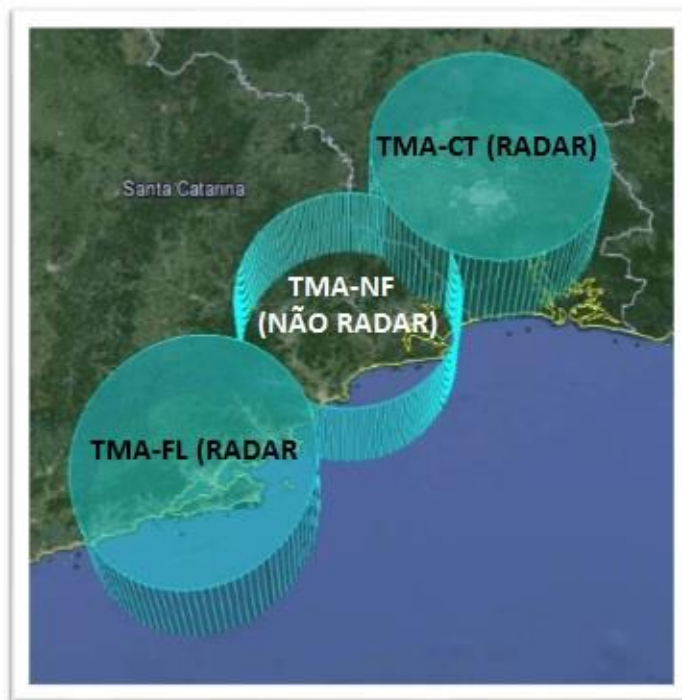 TMA-CT (RADAR)
Santa Catarina
TMA-NF
(NÃO RADAR)
TMA-FL (RADAR